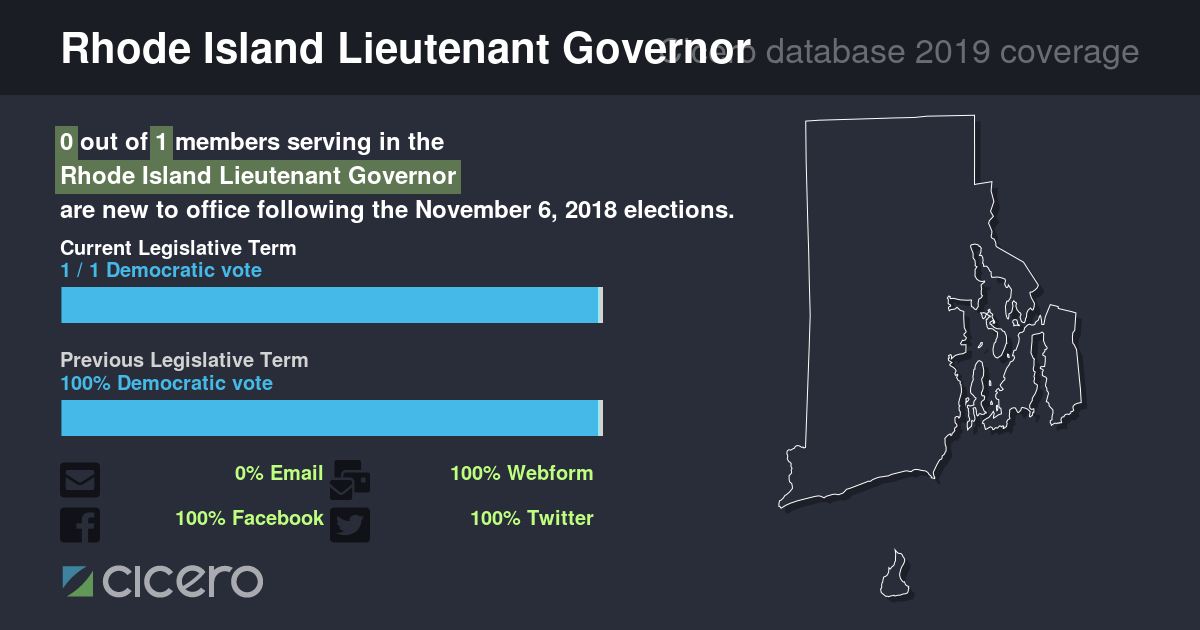 Rhode Island Lieutenant Governor
Cicero database 2019 coverage
0 out of 1 members serving in the
Rhode Island Lieutenant Governor
are new to office following the November 6, 2018 elections.
Current Legislative Term
1 / 1 Democratic vote
Previous Legislative Term
100% Democratic vote
0% Email
100% Webform
100% Facebook
100% Twitter
cicero